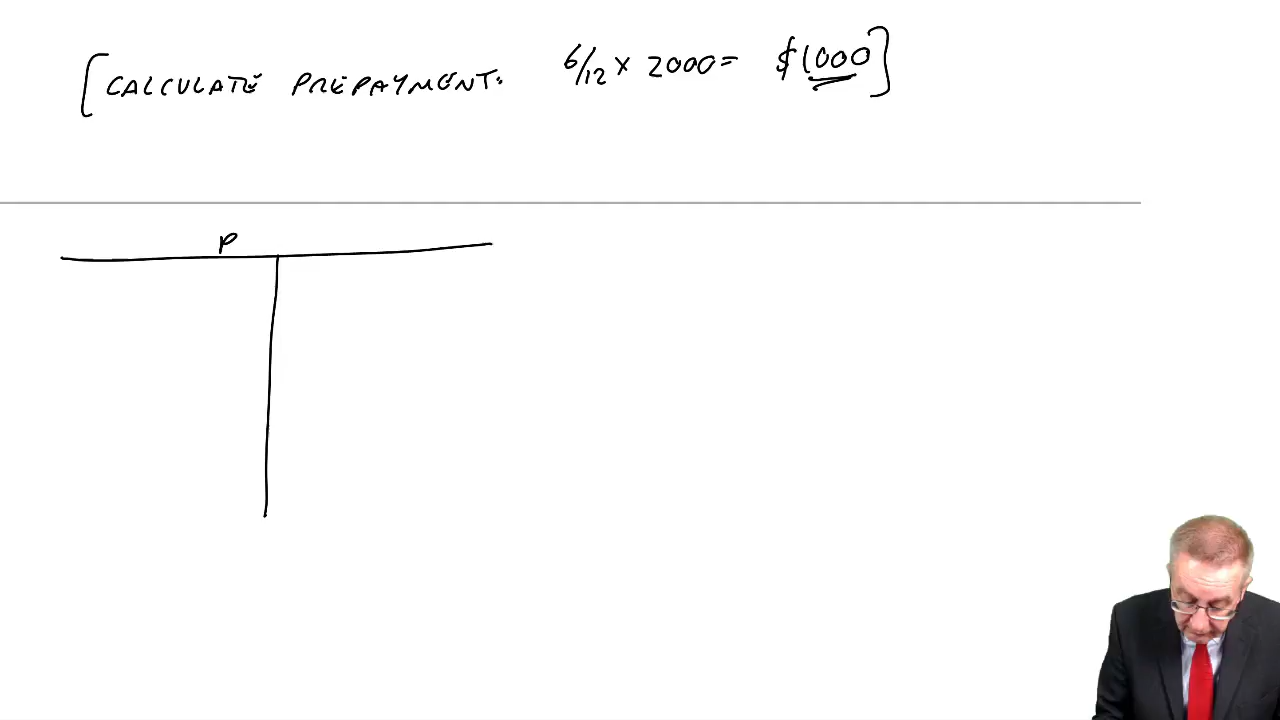 [CALCULATE PREPAYMENT: 6/12 x 2000 = $1000]
P